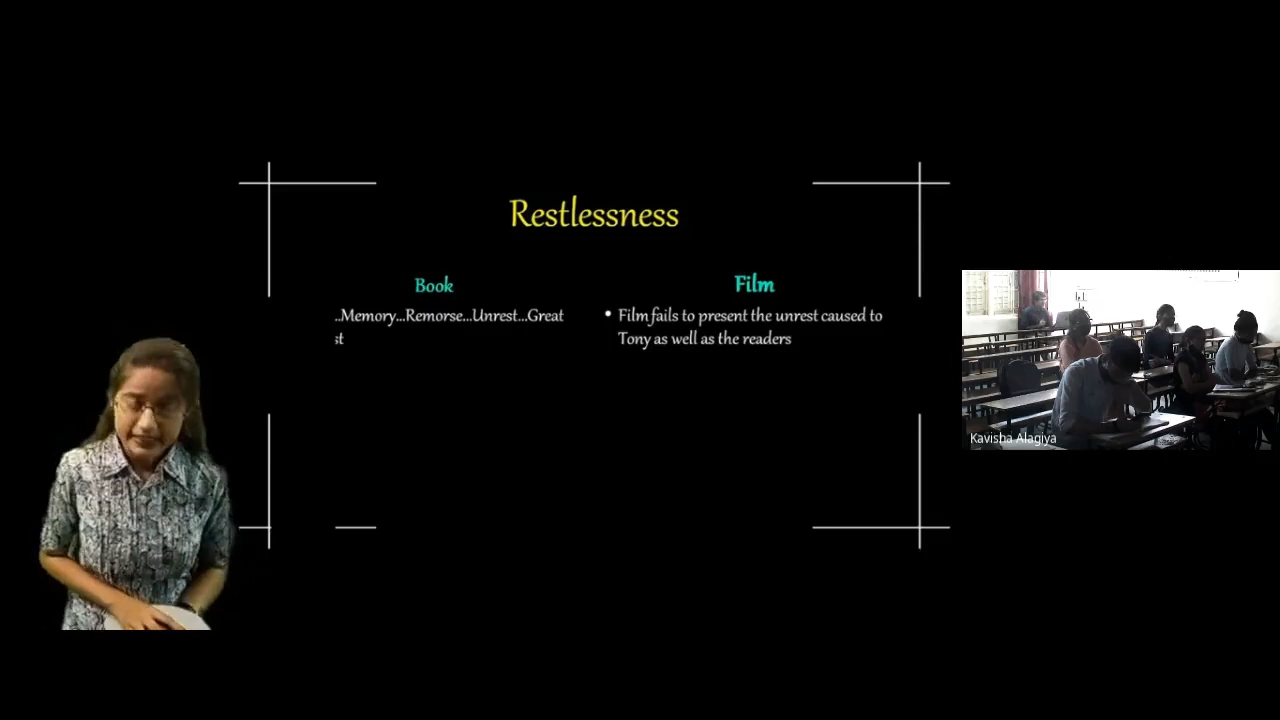 Restlessness
Book
...Memory...Remorse...Unrest...Great
st
Film
• Film fails to present the unrest caused to
Tony as well as the readers
Kavisha Alagiya